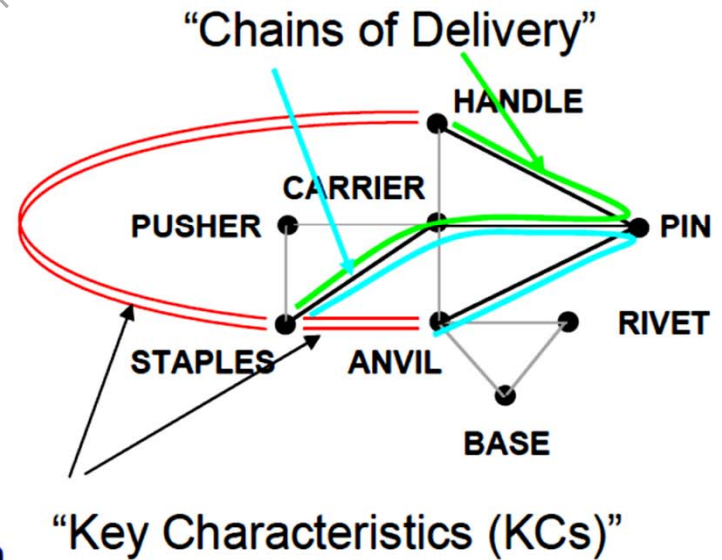 “Chains of Delivery”
HANDLE
CARRIER
PUSHER
PIN
RIVET
STAPLES
ANVIL
BASE
“Key Characteristics (KCs)”